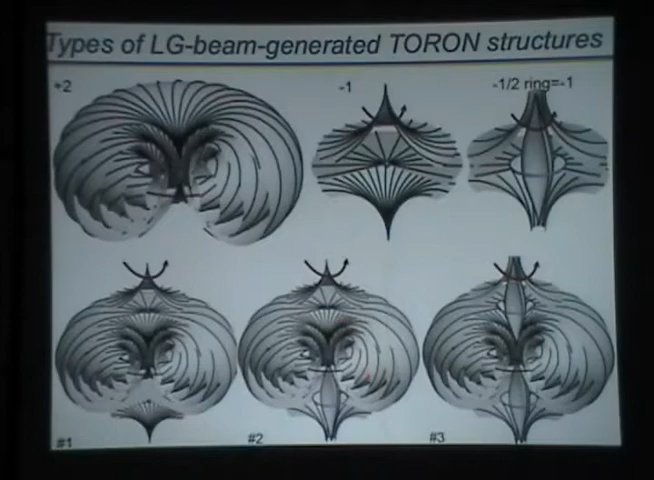 Types of LG-beam-generated TORON structures
+2
-1
-1/2 ring=-1
#1
#2
#3